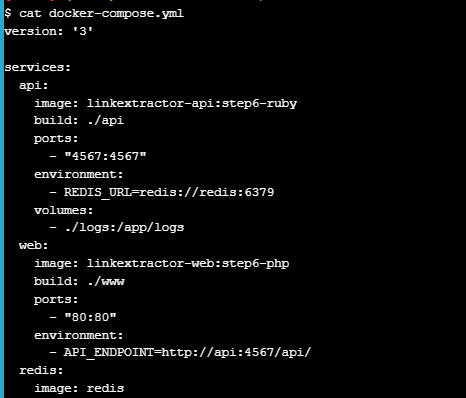 $ cat docker-compose.yml
version: '3'

services:
  api:
    image: linkextractor-api:step6-ruby
    build: ./api
    ports:
      - "4567:4567"
    environment:
      - REDIS_URL=redis://redis:6379
    volumes:
      - ./logs:/app/logs
  web:
    image: linkextractor-web:step6-php
    build: ./www
    ports:
      - "80:80"
    environment:
      - API_ENDPOINT=http://api:4567/api/
  redis:
    image: redis